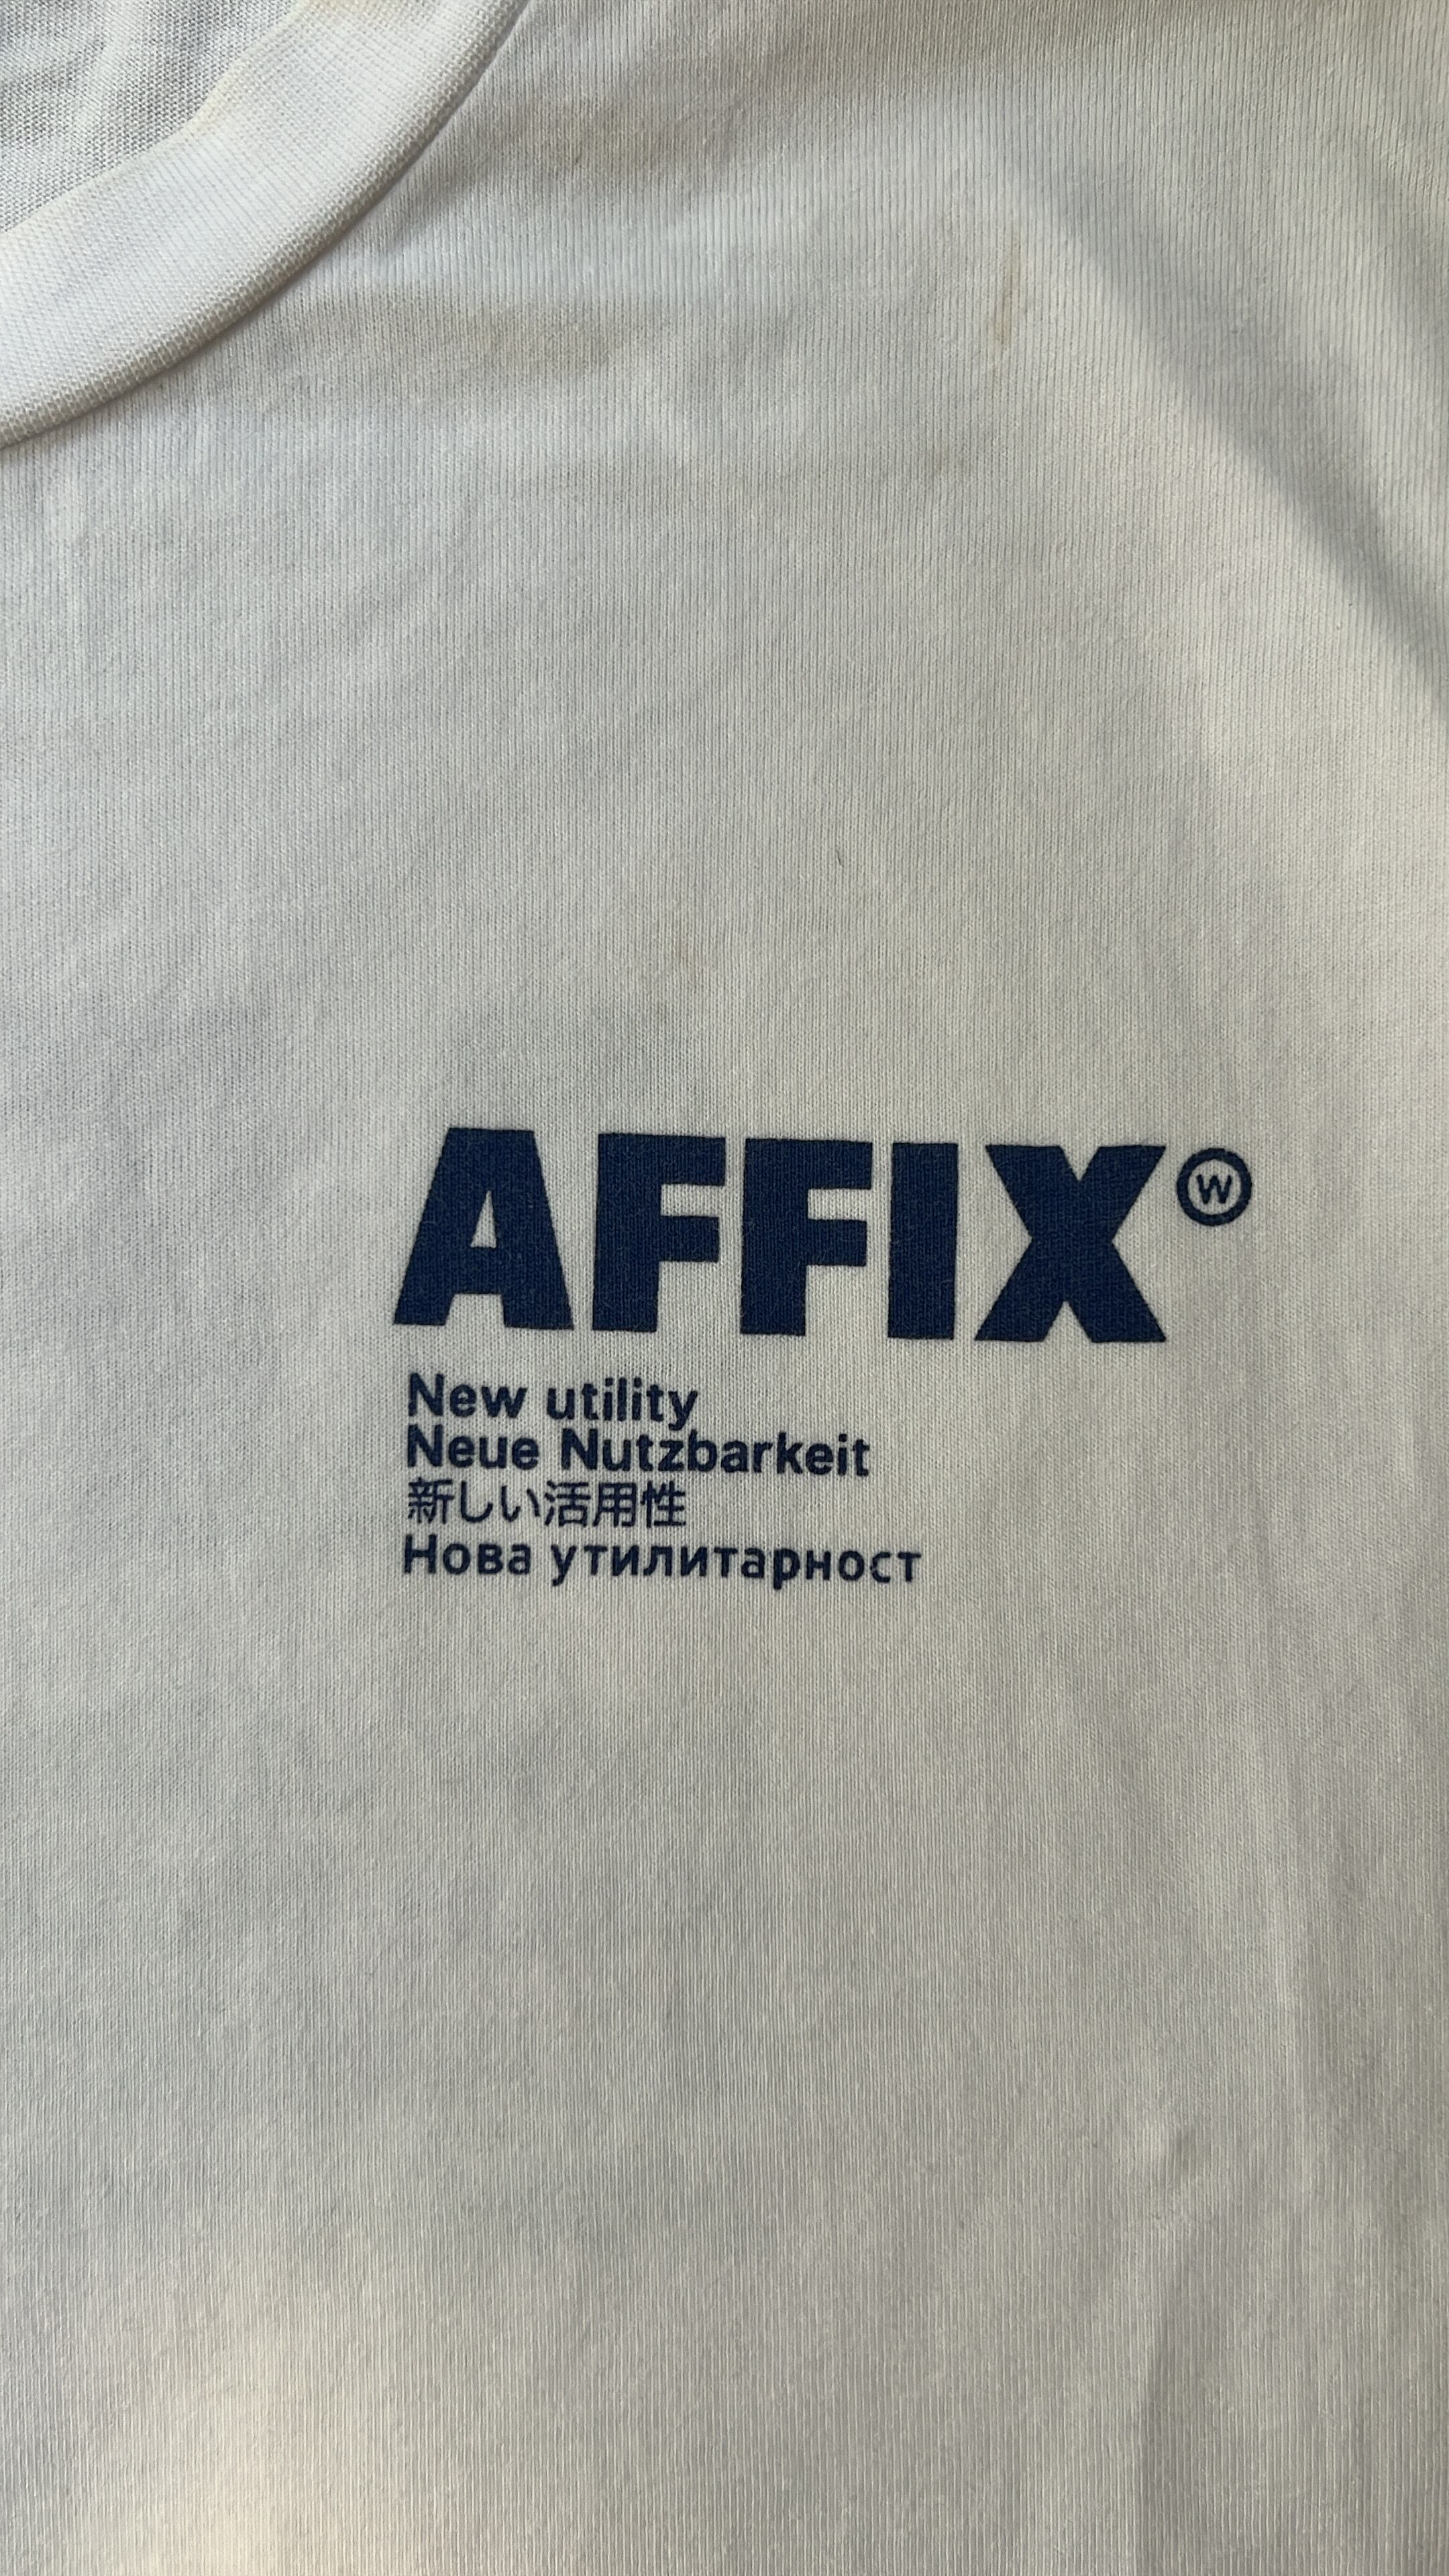 AFFIX Ⓦ
New utility
Neue Nutzbarkeit
新しい活用性
Нова утилитарност